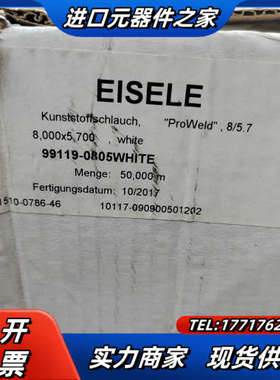 进口元器件之家
EISELE
Kunststoffschlauch, "ProWeld" , 8/5.7
8,000x5,700 , white
99119-0805WHITE
Menge: 50,000 m
Fertigungsdatum: 10/2017
510-0786-46 10117-090900501202
开
票
TEL:1771762
实力商家 现货